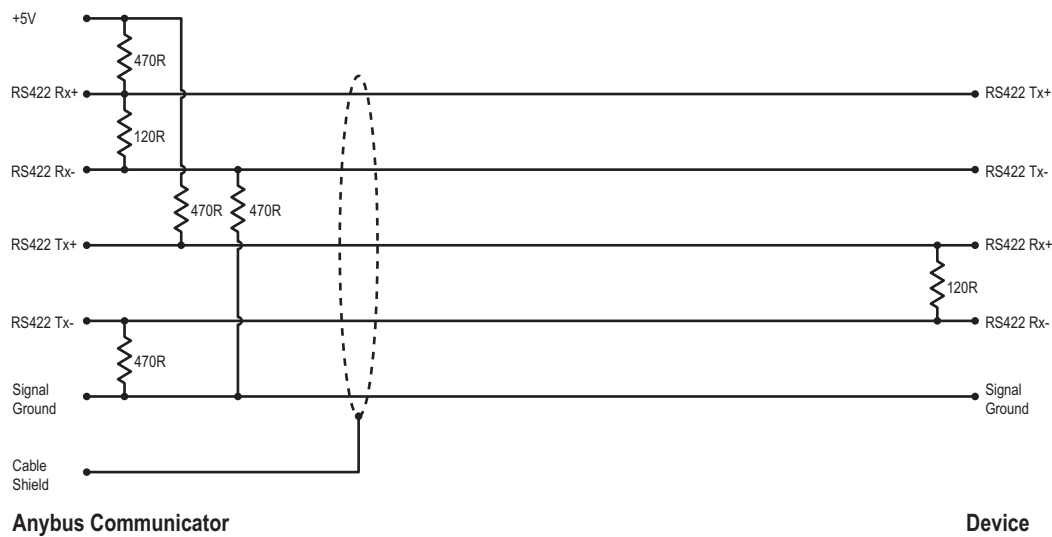 +5V
470R
RS422 Rx+
RS422 Tx+
120R
RS422 Rx-
RS422 Tx-
470R
470R
RS422 Tx+
RS422 Rx+
120R
RS422 Tx-
RS422 Rx-
470R
Signal
Ground
Signal
Ground
Cable
Shield
Anybus Communicator
Device